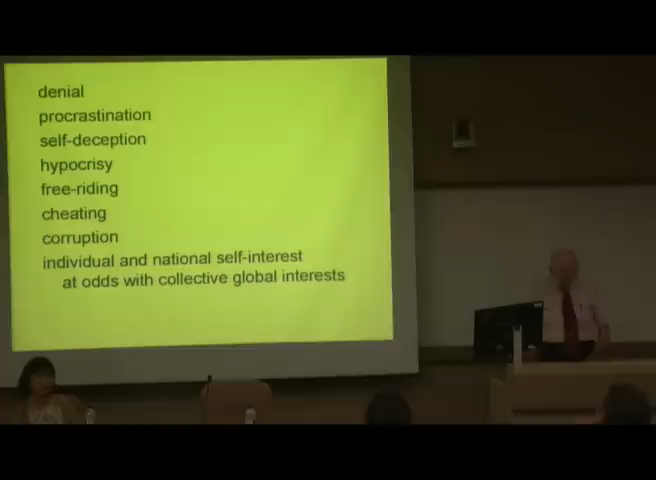 denial
procrastination
self-deception
hypocrisy
free-riding
cheating
corruption
individual and national self-interest
at odds with collective global interests